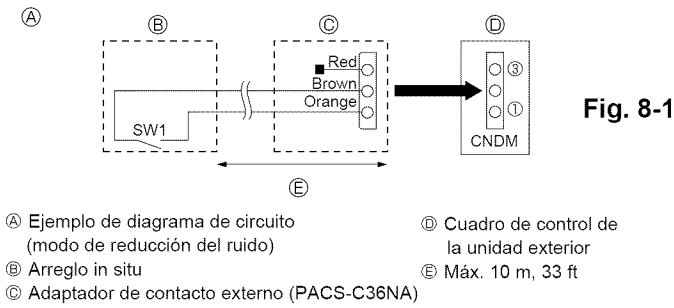 Ⓐ
Ⓑ
Ⓒ
Ⓓ
Red
Brown
Orange
SW1
③
①
CNDM
Ⓔ
Fig. 8-1
Ⓐ Ejemplo de diagrama de circuito
(modo de reducción del ruido)
Ⓑ Arreglo in situ
Ⓒ Adaptador de contacto externo (PACS-C36NA)
Ⓓ Cuadro de control de
la unidad exterior
Ⓔ Máx. 10 m, 33 ft